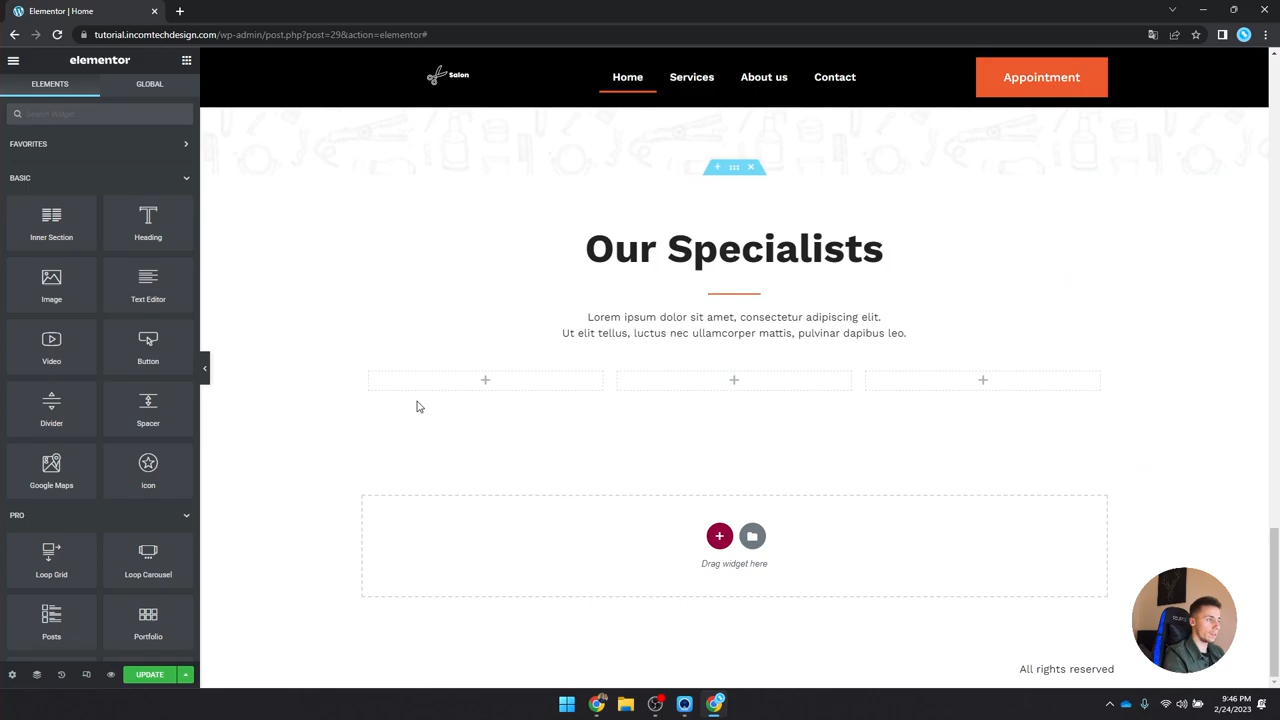 Home
tutorial.incomtechdesign.com/wp-admin/post.php?post=29&action=elementor#
elementor
ELEMENTS
GLOBAL
Search Widget
FAVORITES
BASIC
Inner Section
Heading
Image
Text Editor
Video
Button
Divider
Spacer
Google Maps
Icon
PRO
Loop Grid
Loop Carousel
Posts
Portfolio
UPDATE
Salon
Home
Services
About us
Contact
Appointment
Our Specialists
Lorem ipsum dolor sit amet, consectetur adipiscing elit.
Ut elit tellus, luctus nec ullamcorper mattis, pulvinar dapibus leo.
Drag widget here
All rights reserved
9:46 PM
2/24/2023